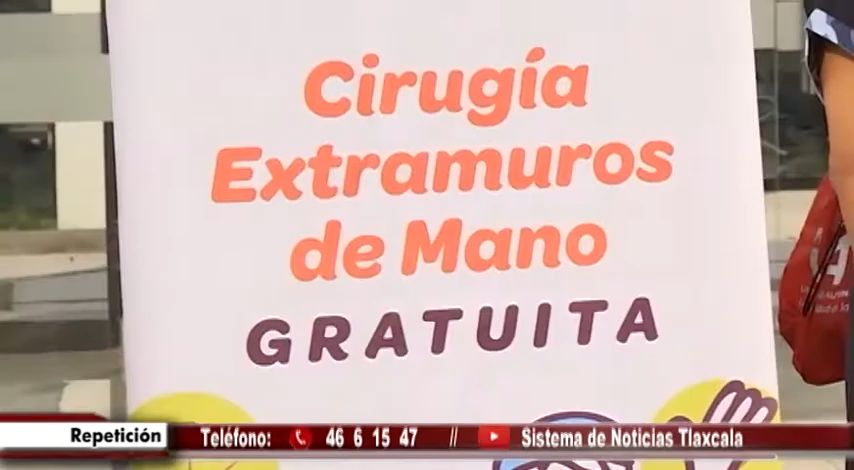 Cirugía
Extramuros
de Mano
GRATUITA
Repetición
Teléfono: 46 6 15 47 // Sistema de Noticias Tlaxcala